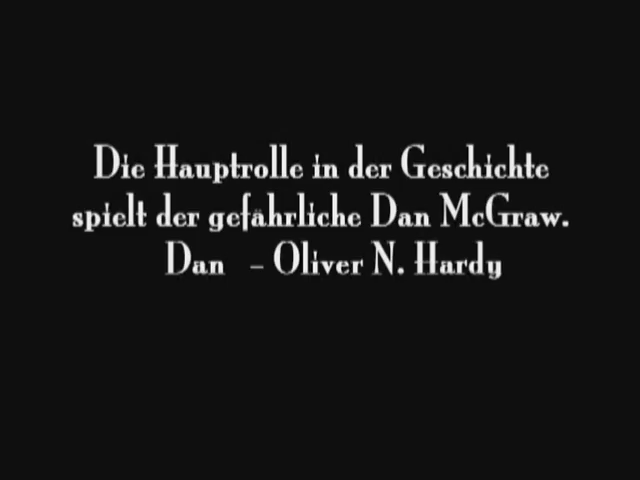 Die Hauptrolle in der Geschichte
spielt der gefährliche Dan McGraw.
Dan – Oliver N. Hardy